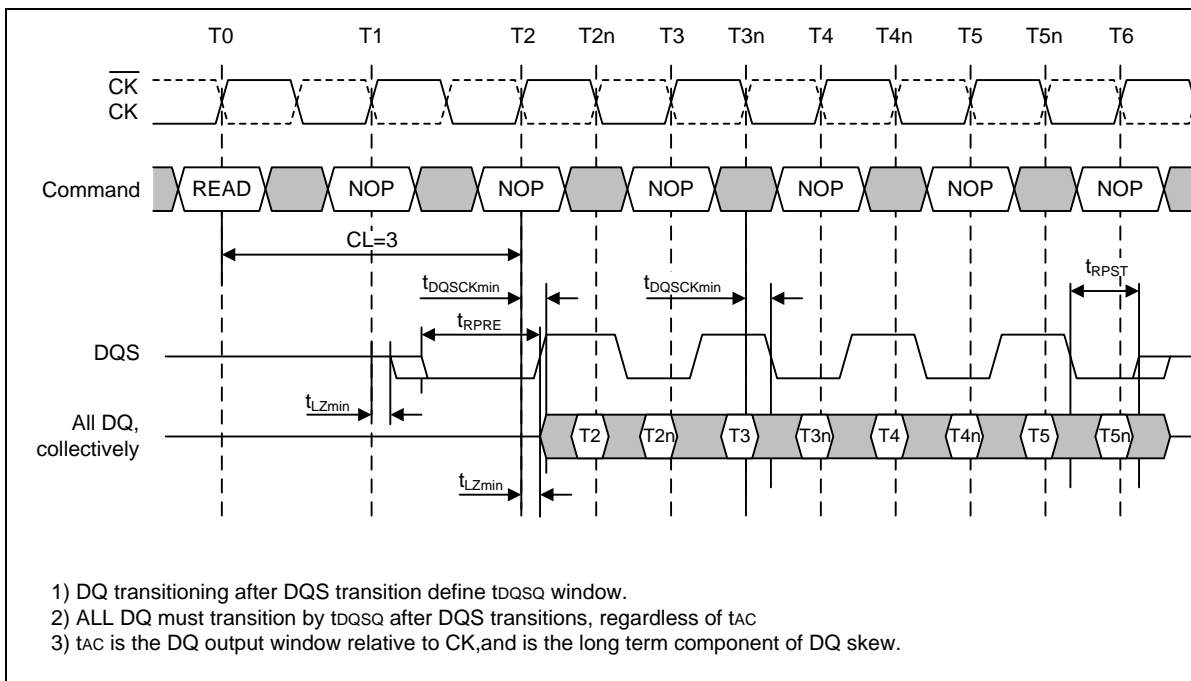 T0 T1 T2 T2n T3 T3n T4 T4n T5 T5n T6
CK
CK
Command READ NOP NOP NOP NOP NOP NOP
CL=3
tDQSCKmin tDQSCKmin tRPST
tRPRE
DQS
tLZmin
All DQ,
collectively
T2 T2n T3 T3n T4 T4n T5 T5n
tLZmin
1) DQ transitioning after DQS transition define tDQSQ window.
2) ALL DQ must transition by tDQSQ after DQS transitions, regardless of tAC
3) tAC is the DQ output window relative to CK,and is the long term component of DQ skew.